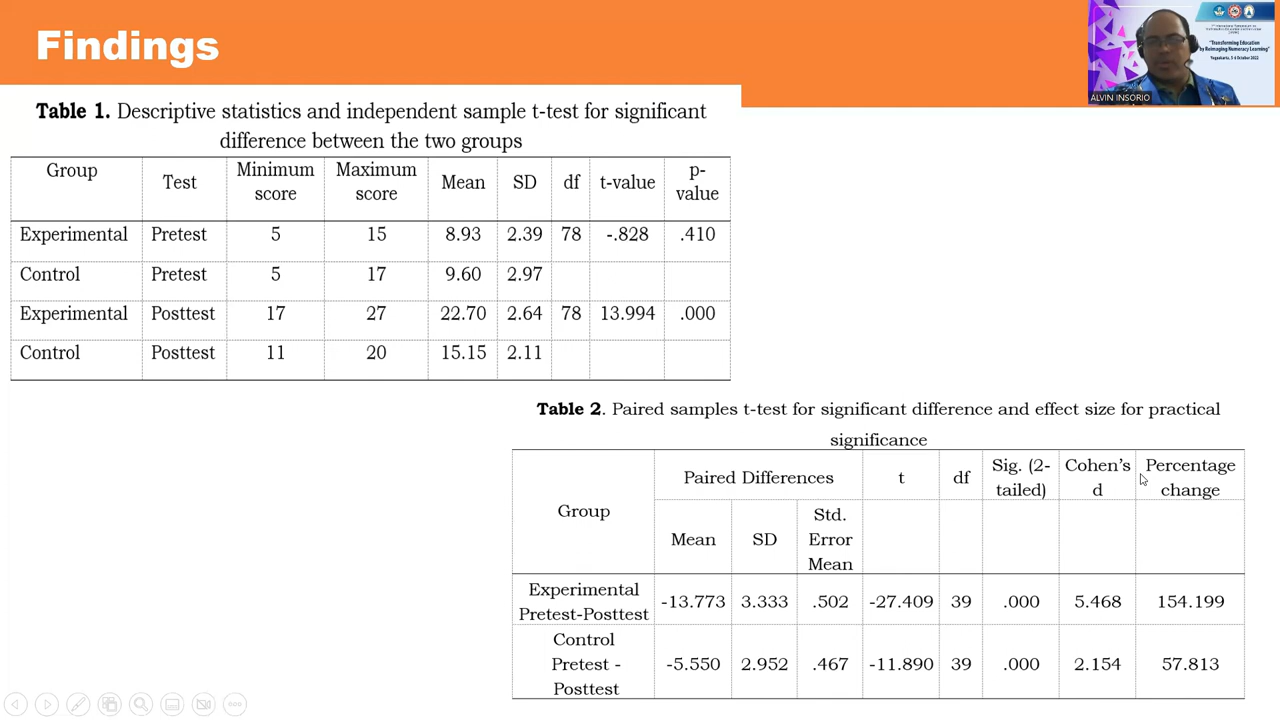 Findings
"Transforming Education
by Reimaging Numeracy Learning"
Yogyakarta, 5-6 October 2022
ALVIN INSORIO
Table 1. Descriptive statistics and independent sample t-test for significant
difference between the two groups
Group Test Minimum score Maximum score Mean SD df t-value p-value
Experimental Pretest 5 15 8.93 2.39 78 -.828 .410
Control Pretest 5 17 9.60 2.97
Experimental Posttest 17 27 22.70 2.64 78 13.994 .000
Control Posttest 11 20 15.15 2.11
Table 2. Paired samples t-test for significant difference and effect size for practical
significance
Group Paired Differences t df Sig. (2-tailed) Cohen's d Percentage change
Mean SD Std. Error Mean
Experimental Pretest-Posttest -13.773 3.333 .502 -27.409 39 .000 5.468 154.199
Control Pretest - Posttest -5.550 2.952 .467 -11.890 39 .000 2.154 57.813